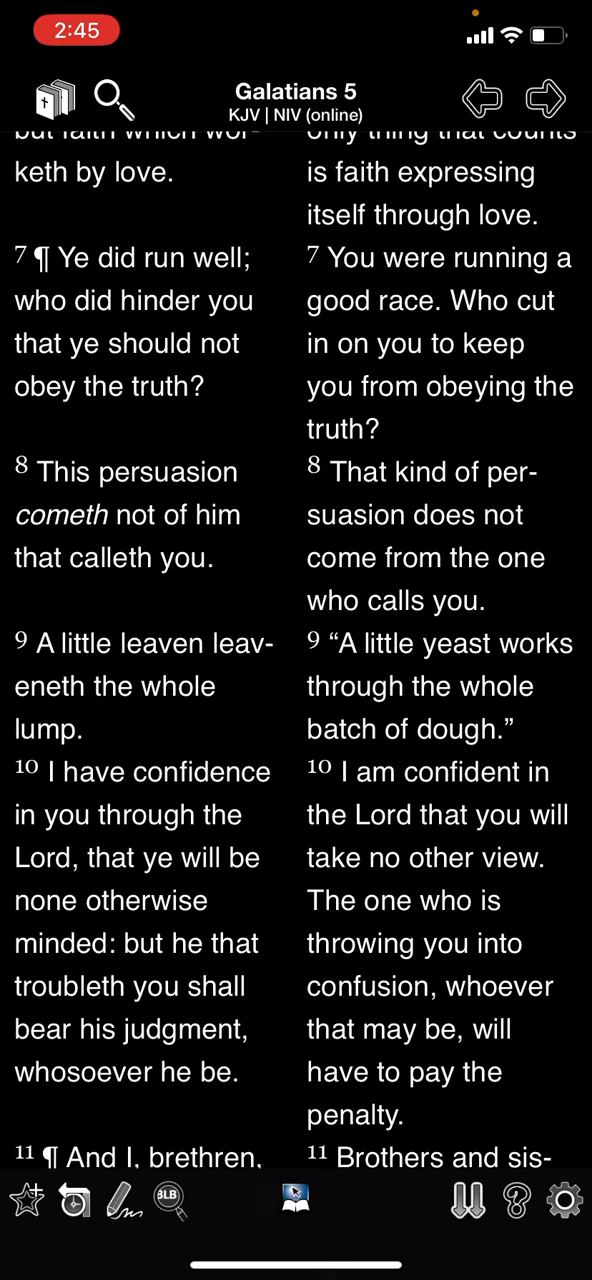 2:45
Galatians 5
KJV | NIV (online)
but faith which wor-
keth by love.
7 ¶ Ye did run well;
who did hinder you
that ye should not
obey the truth?
8 This persuasion
cometh not of him
that calleth you.
9 A little leaven leav-
eneth the whole
lump.
10 I have confidence
in you through the
Lord, that ye will be
none otherwise
minded: but he that
troubleth you shall
bear his judgment,
whosoever he be.
11 ¶ And I, brethren,
only thing that counts
is faith expressing
itself through love.
7 You were running a
good race. Who cut
in on you to keep
you from obeying the
truth?
8 That kind of per-
suasion does not
come from the one
who calls you.
9 “A little yeast works
through the whole
batch of dough.”
10 I am confident in
the Lord that you will
take no other view.
The one who is
throwing you into
confusion, whoever
that may be, will
have to pay the
penalty.
11 Brothers and sis-
BLB